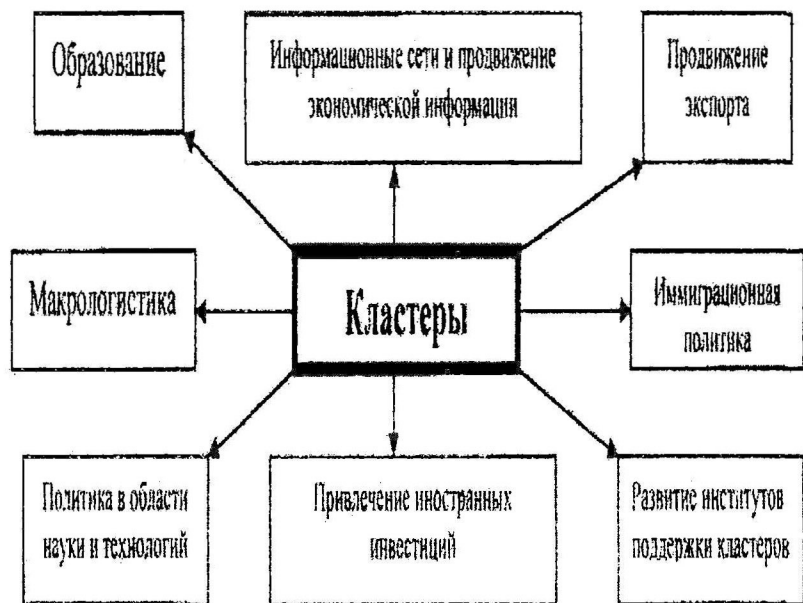 Образование
Информационные сети и продвижение
экономической информации
Продвижение
экспорта
Макрологистика
Кластеры
Иммиграционная
политика
Политика в области
науки и технологий
Привлечение иностранных
инвестиций
Развитие институтов
поддержки кластеров